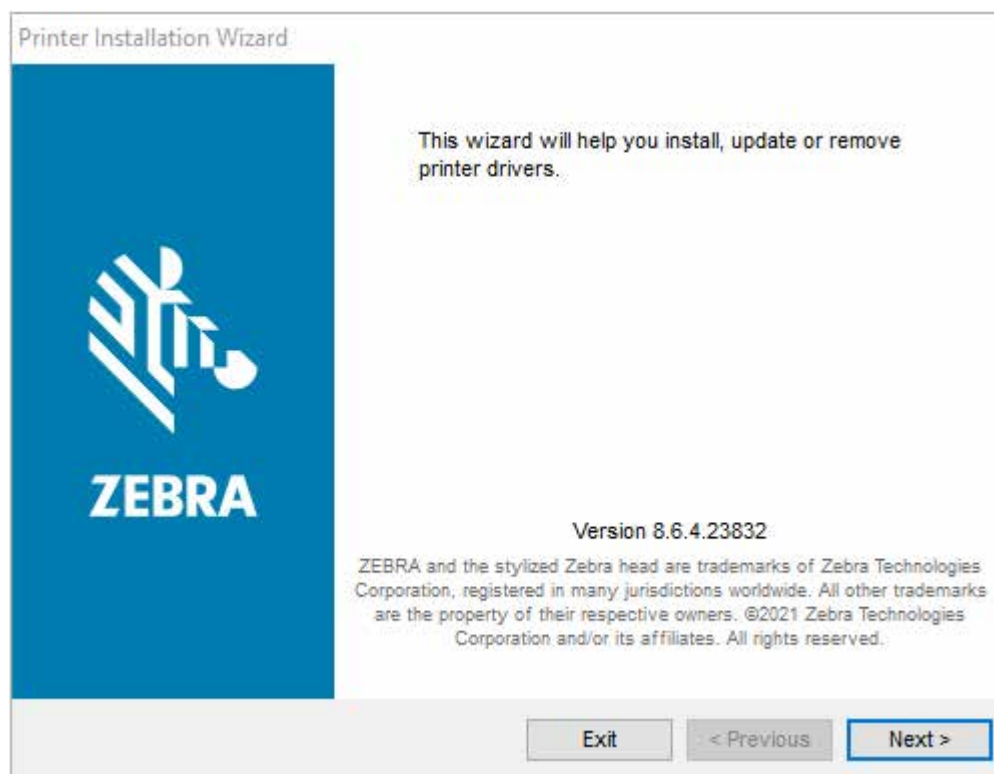 Printer Installation Wizard
This wizard will help you install, update or remove
printer drivers.
ZEBRA
Version 8.6.4.23832
ZEBRA and the stylized Zebra head are trademarks of Zebra Technologies
Corporation, registered in many jurisdictions worldwide. All other trademarks
are the property of their respective owners. ©2021 Zebra Technologies
Corporation and/or its affiliates. All rights reserved.
Exit
< Previous
Next >